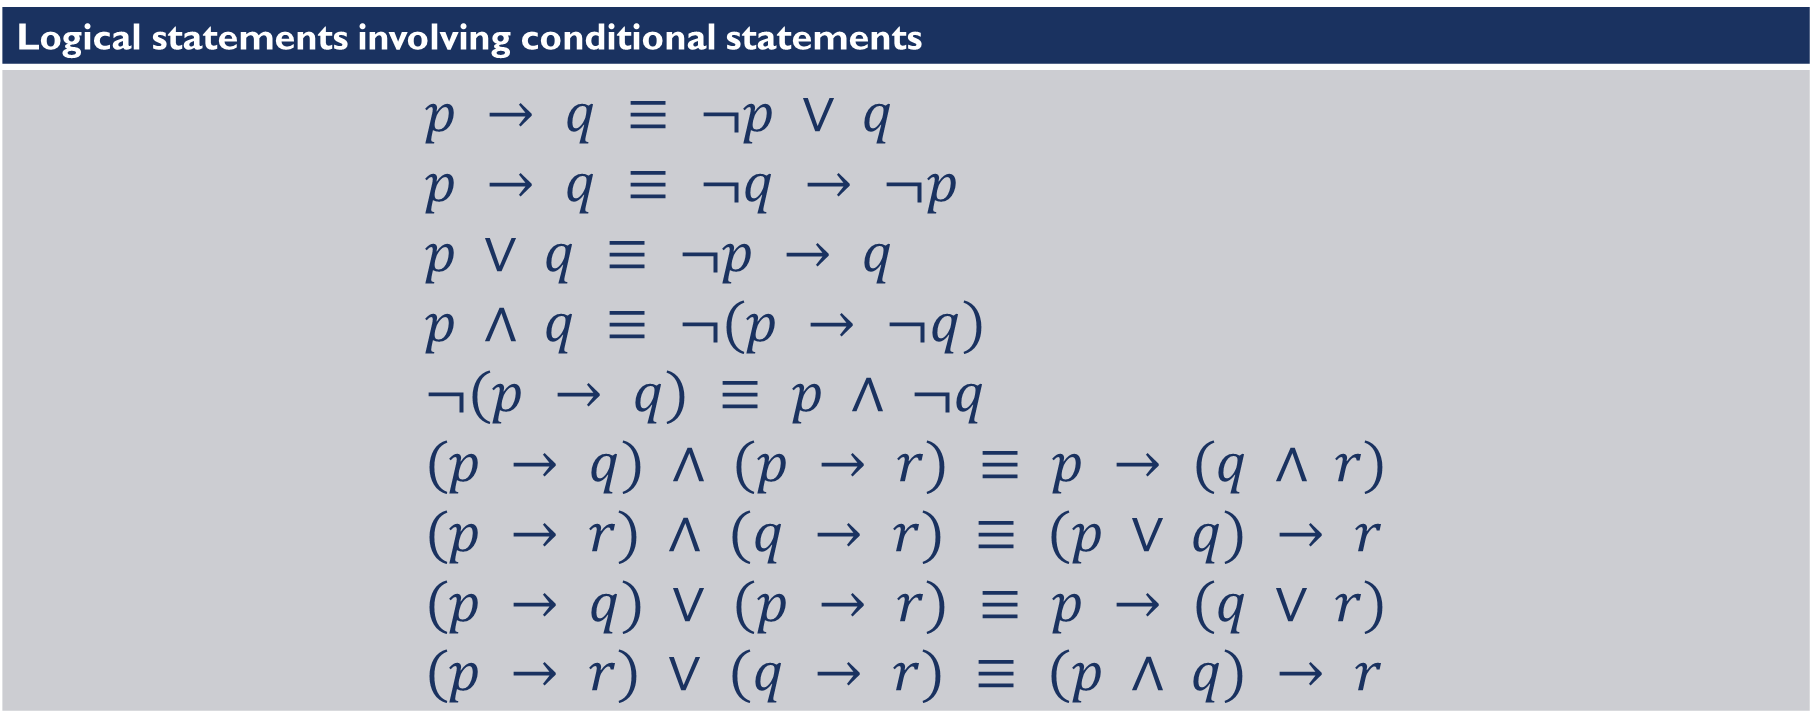 Logical statements involving conditional statements
p → q ≡ ¬p ∨ q
p → q ≡ ¬q → ¬p
p ∨ q ≡ ¬p → q
p ∧ q ≡ ¬(p → ¬q)
¬(p → q) ≡ p ∧ ¬q
(p → q) ∧ (p → r) ≡ p → (q ∧ r)
(p → r) ∧ (q → r) ≡ (p ∨ q) → r
(p → q) ∨ (p → r) ≡ p → (q ∨ r)
(p → r) ∨ (q → r) ≡ (p ∧ q) → r